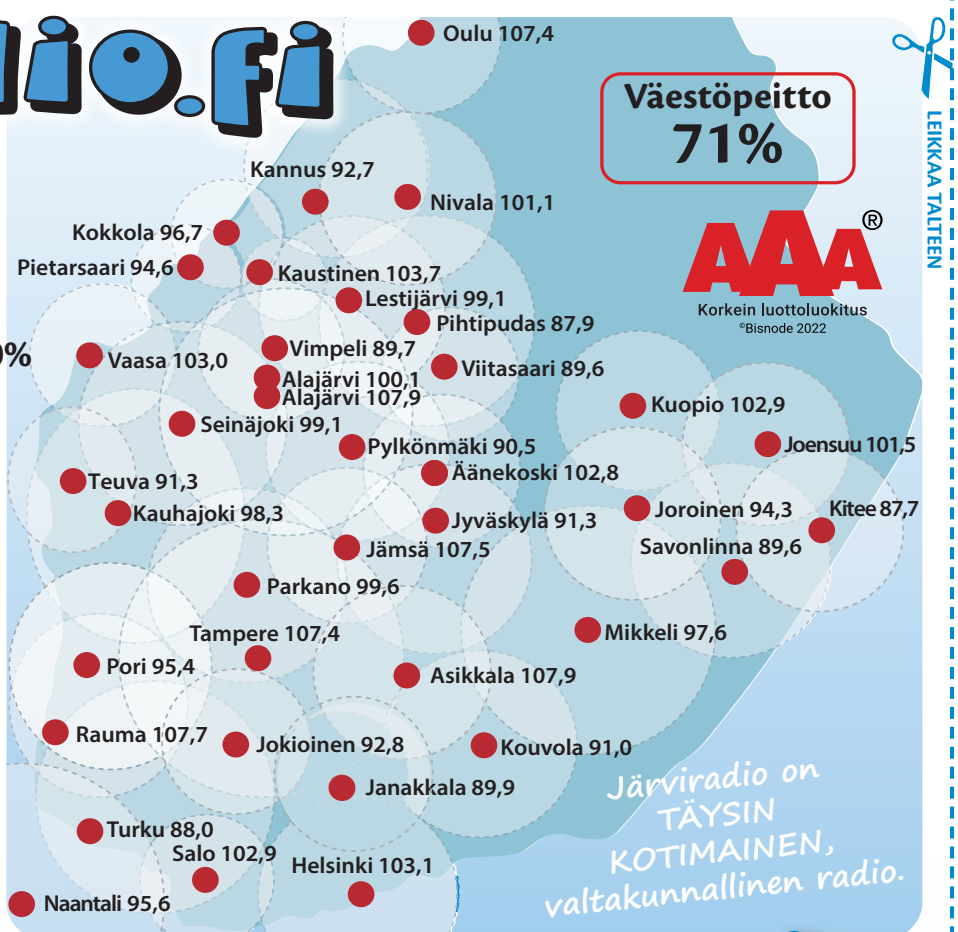 dio.fi
Oulu 107,4
Väestöpeitto
71%
LEIKKAA TALTEEN
Kannus 92,7
Nivala 101,1
Kokkola 96,7
AAA®
Pietarsaari 94,6
Kaustinen 103,7
Lestijärvi 99,1
Korkein luottoluokitus
©Bisnode 2022
Pihtipudas 87,9
0%
Vaasa 103,0
Vimpeli 89,7
Viitasaari 89,6
Alajärvi 100,1
Alajärvi 107,9
Kuopio 102,9
Seinäjoki 99,1
Pylkönmäki 90,5
Joensuu 101,5
Äänekoski 102,8
Teuva 91,3
Kauhajoki 98,3
Jyväskylä 91,3
Joroinen 94,3
Kitee 87,7
Jämsä 107,5
Savonlinna 89,6
Parkano 99,6
Tampere 107,4
Mikkeli 97,6
Pori 95,4
Asikkala 107,9
Rauma 107,7
Jokioinen 92,8
Kouvola 91,0
Janakkala 89,9
Järviradio on
TÄYSIN
KOTIMAINEN,
valtakunnallinen radio.
Turku 88,0
Salo 102,9
Helsinki 103,1
Naantali 95,6